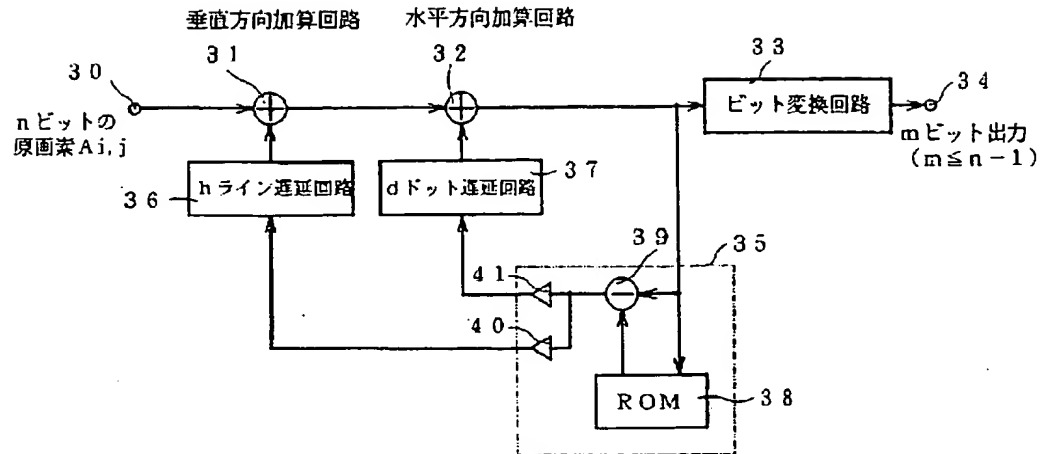 垂直方向加算回路
水平方向加算回路
30
31
32
33
34
nビットの
原画素Ai,j
ビット変換回路
mビット出力
(m≦n-1)
hライン遅延回路
36
dドット遅延回路
37
35
39
41
40
ROM
38